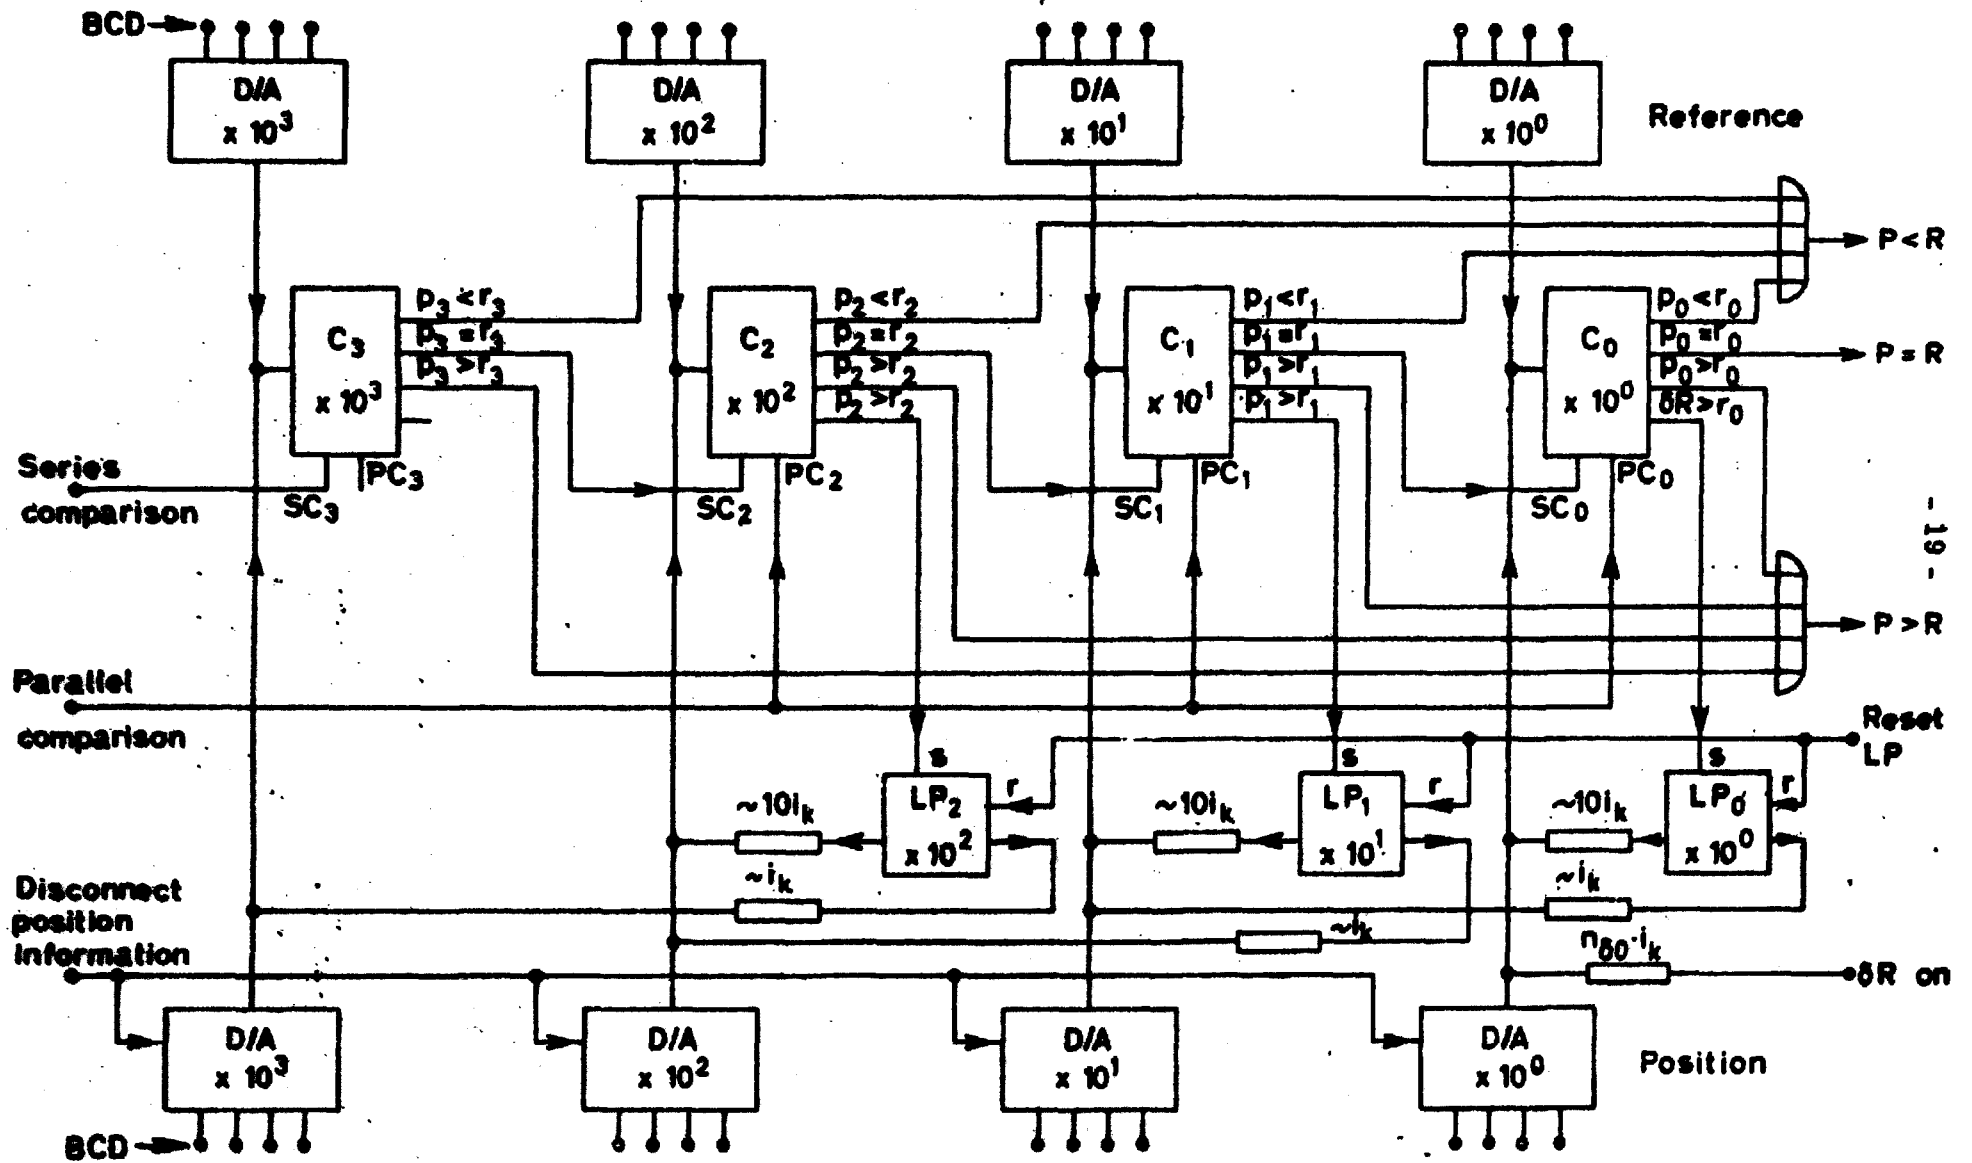 BCD
D/A
x 10³
D/A
x 10²
D/A
x 10¹
D/A
x 10⁰
Reference
P < R
p₃ < r₃
p₃ = r₃
p₃ > r₃
C₃
x 10³
p₂ < r₂
p₂ = r₂
p₂ > r₂
p₂ > r₂
C₂
x 10²
p₁ < r₁
p₁ = r₁
p₁ > r₁
p₁ > r₁
C₁
x 10¹
p₀ < r₀
p₀ = r₀
p₀ > r₀
δR > r₀
C₀
x 10⁰
P = R
Series
comparison
SC₃
PC₃
SC₂
PC₂
SC₁
PC₁
SC₀
PC₀
- 19 -
P > R
Parallel
comparison
Reset
LP
s
r
LP₂
x 10²
~10iₖ
~iₖ
s
r
LP₁
x 10¹
~10iₖ
~iₖ
s
r
LP₀
x 10⁰
~10iₖ
~iₖ
n_δ0·iₖ
δR on
Disconnect
position
information
D/A
x 10³
D/A
x 10²
D/A
x 10¹
D/A
x 10⁰
Position
BCD